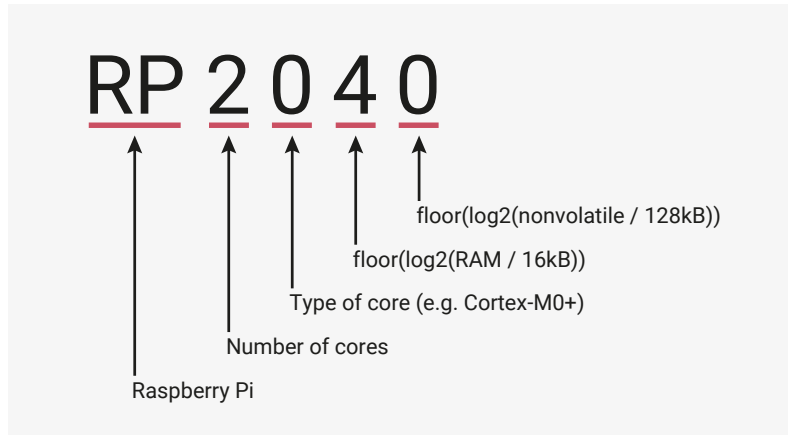 RP 2 0 4 0
floor(log2(nonvolatile / 128kB))
floor(log2(RAM / 16kB))
Type of core (e.g. Cortex-M0+)
Number of cores
Raspberry Pi